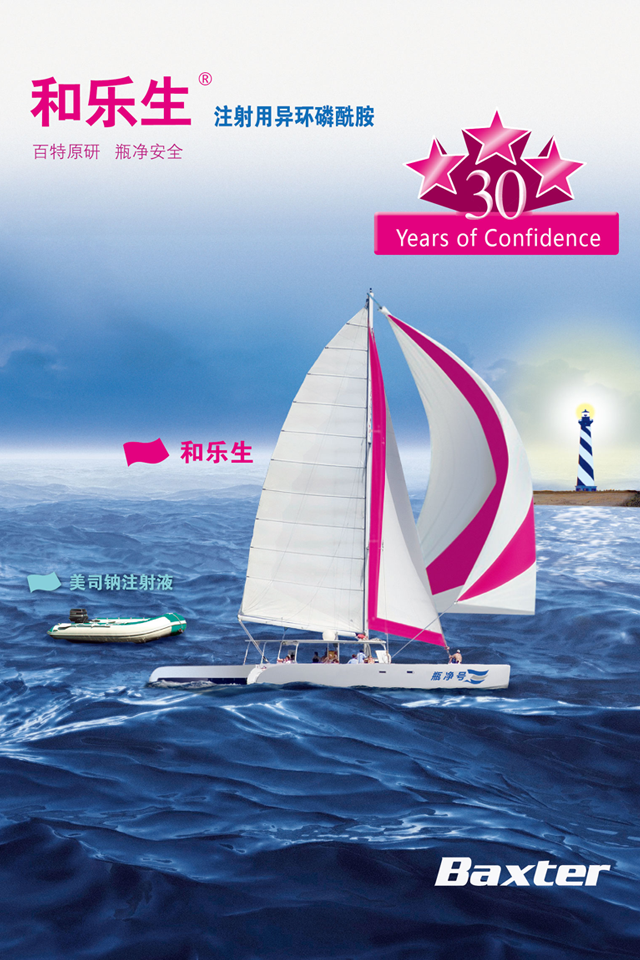 和乐生®
注射用异环磷酰胺
百特原研 瓶净安全
30
Years of Confidence
和乐生
美司钠注射液
瓶净号
Baxter